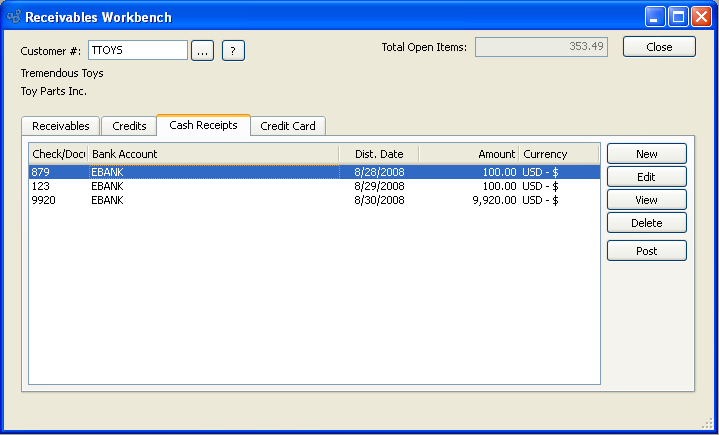 Receivables Workbench
Customer #: TTOYS ... ? Total Open Items: 353.49 Close
Tremendous Toys
Toy Parts Inc.
Receivables Credits Cash Receipts Credit Card
Check/Docu Bank Account Dist. Date Amount Currency New
879 EBANK 8/28/2008 100.00 USD - $ Edit
123 EBANK 8/29/2008 100.00 USD - $
9920 EBANK 8/30/2008 9,920.00 USD - $ View
Delete
Post